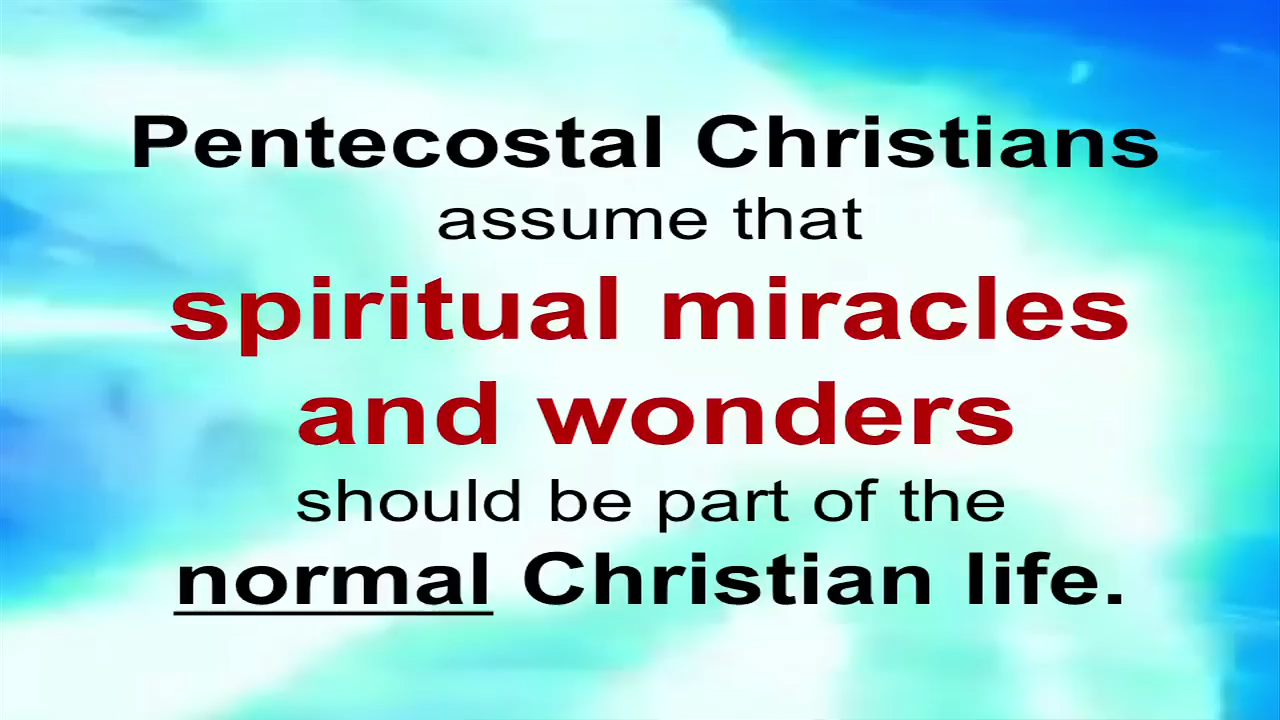 Pentecostal Christians
assume that
spiritual miracles
and wonders
should be part of the
normal Christian life.